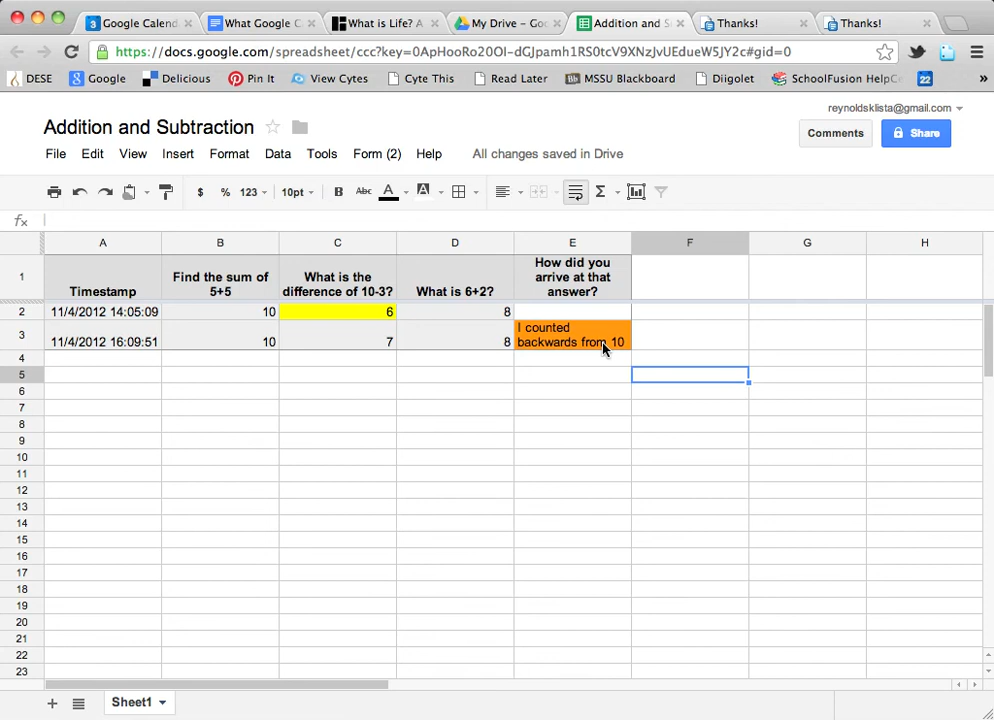 Google Calend
What Google C
What is Life? A
My Drive – Go
Addition and S
Thanks!
Thanks!
https://docs.google.com/spreadsheet/ccc?key=0ApHooRo20OI-dGJpamh1RS0tcV9XNzJvUEdueW5JY2c#gid=0
DESE Google Delicious Pin It View Cytes Cyte This Read Later Bb MSSU Blackboard Diigolet SchoolFusion HelpC 22 »
reynoldsklista@gmail.com
Addition and Subtraction
Comments Share
File Edit View Insert Format Data Tools Form (2) Help All changes saved in Drive
$ % 123 10pt B Abc A A Σ
fx
A B C D E F G H
1 Timestamp Find the sum of 5+5 What is the difference of 10-3? What is 6+2? How did you arrive at that answer?
2 11/4/2012 14:05:09 10 6 8
3 11/4/2012 16:09:51 10 7 8 I counted backwards from 10
4
5
6
7
8
9
10
11
12
13
14
15
16
17
18
19
20
21
22
23
+ Sheet1